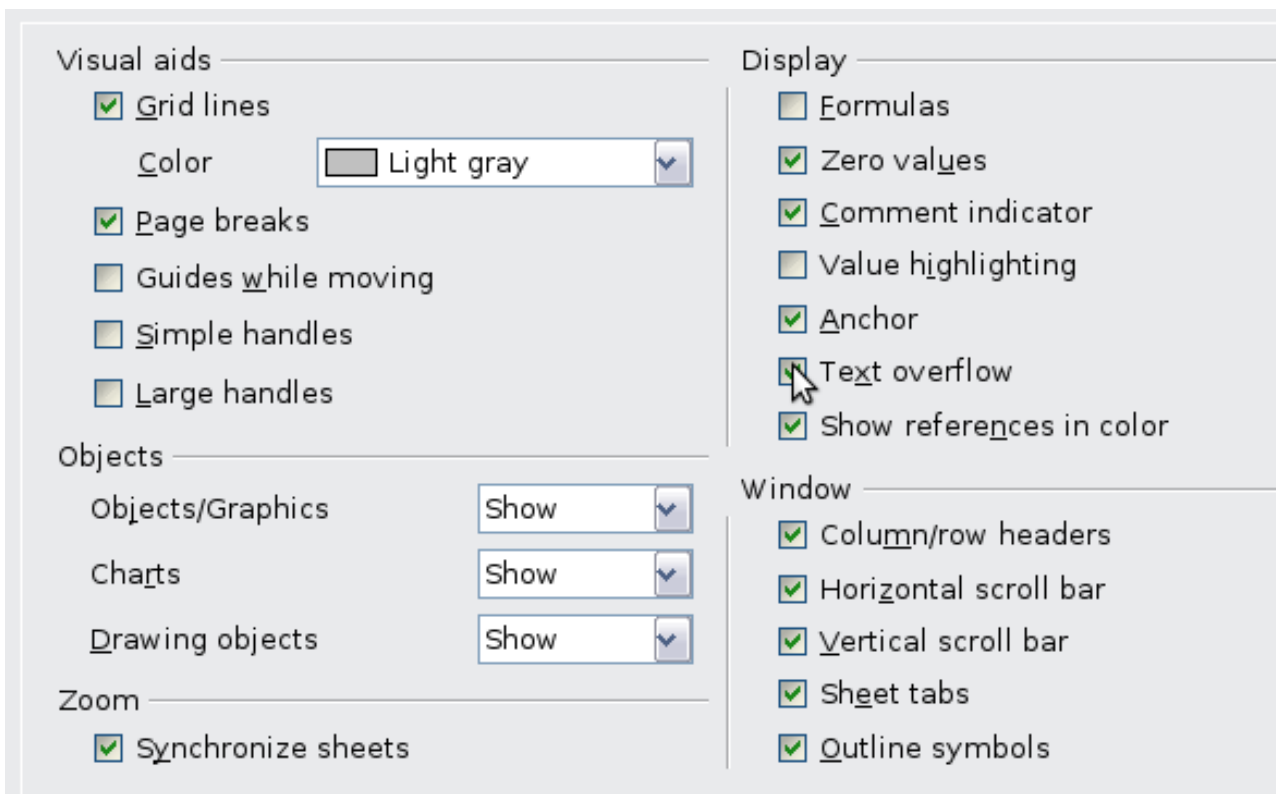 Visual aids
Grid lines
Color Light gray
Page breaks
Guides while moving
Simple handles
Large handles
Objects
Objects/Graphics Show
Charts Show
Drawing objects Show
Zoom
Synchronize sheets
Display
Formulas
Zero values
Comment indicator
Value highlighting
Anchor
Text overflow
Show references in color
Window
Column/row headers
Horizontal scroll bar
Vertical scroll bar
Sheet tabs
Outline symbols